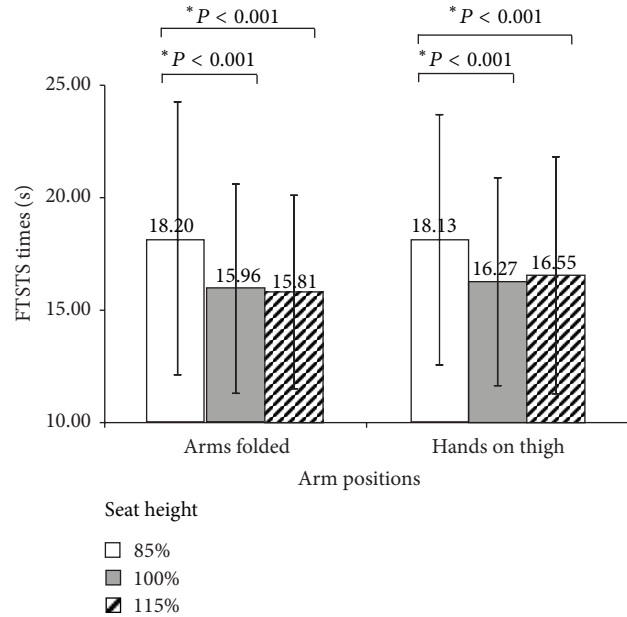 * P < 0.001
* P < 0.001
* P < 0.001
* P < 0.001
FTSTS times (s)
25.00
20.00
15.00
10.00
18.20
15.96
15.81
18.13
16.27
16.55
Arms folded
Hands on thigh
Arm positions
Seat height
85%
100%
115%